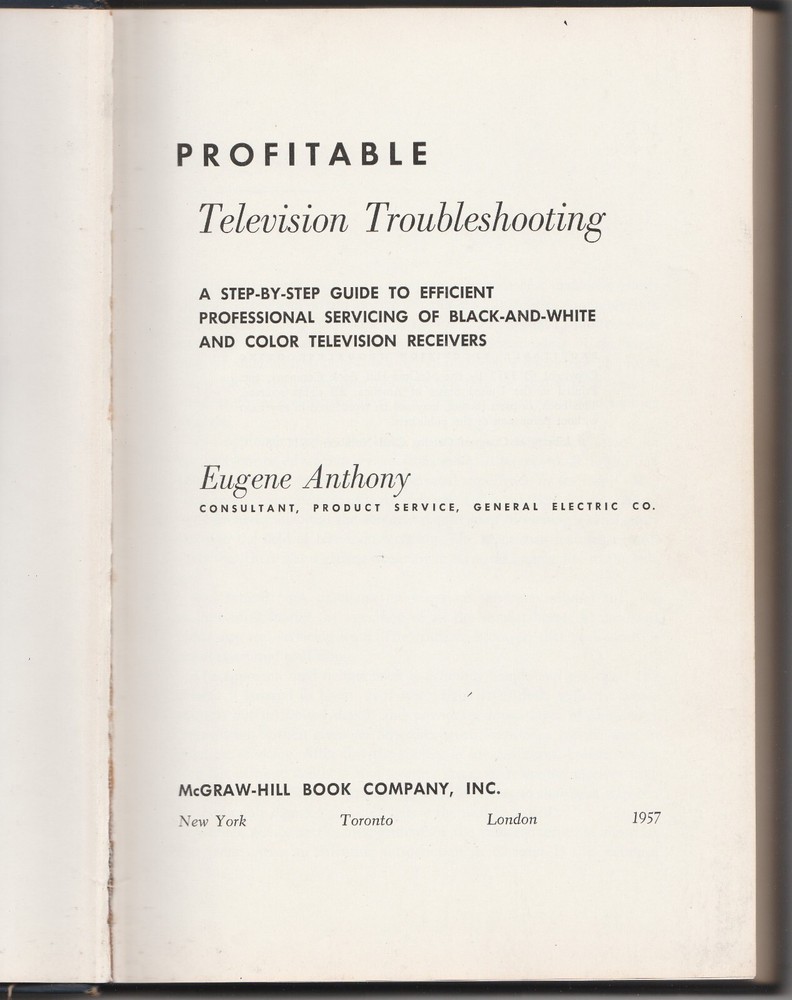 PROFITABLE
Television Troubleshooting
A STEP-BY-STEP GUIDE TO EFFICIENT
PROFESSIONAL SERVICING OF BLACK-AND-WHITE
AND COLOR TELEVISION RECEIVERS
Eugene Anthony
CONSULTANT, PRODUCT SERVICE, GENERAL ELECTRIC CO.
McGRAW-HILL BOOK COMPANY, INC.
New York Toronto London 1957